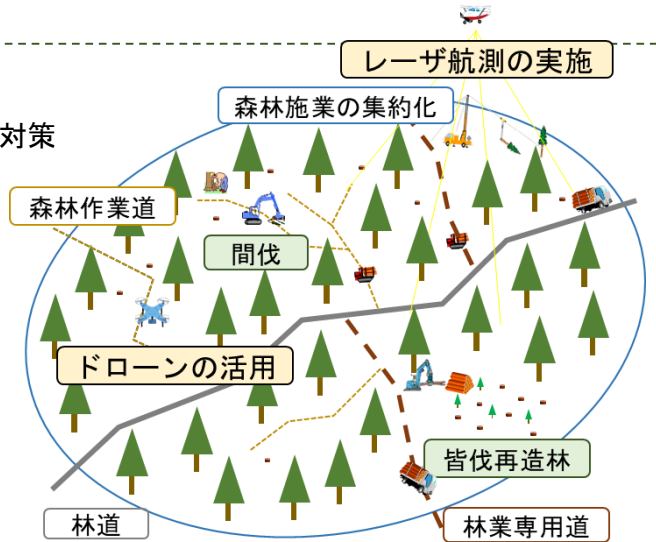 レーザ航測の実施
森林施業の集約化
対策
森林作業道
間伐
ドローンの活用
皆伐再造林
林道
林業専用道